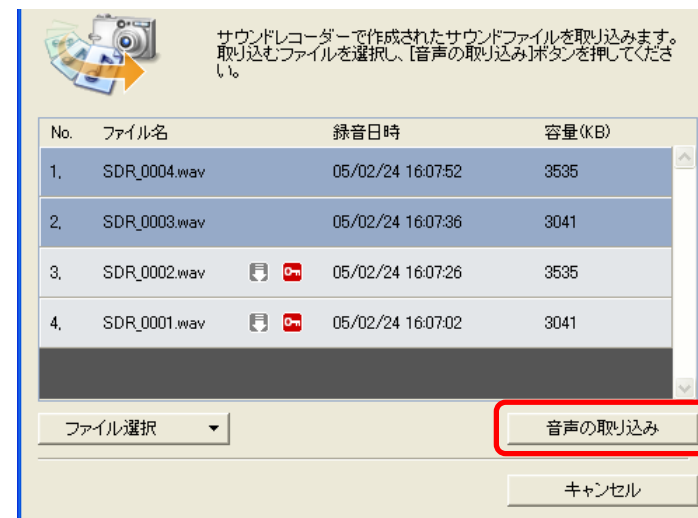 サウンドレコーダーで作成されたサウンドファイルを取り込みます。
取り込むファイルを選択し、[音声の取り込み]ボタンを押してくださ
い。
No. ファイル名 録音日時 容量(KB)
1, SDR_0004.wav 05/02/24 16:07:52 3535
2, SDR_0003.wav 05/02/24 16:07:36 3041
3, SDR_0002.wav 05/02/24 16:07:26 3535
4, SDR_0001.wav 05/02/24 16:07:02 3041
ファイル選択 音声の取り込み
キャンセル